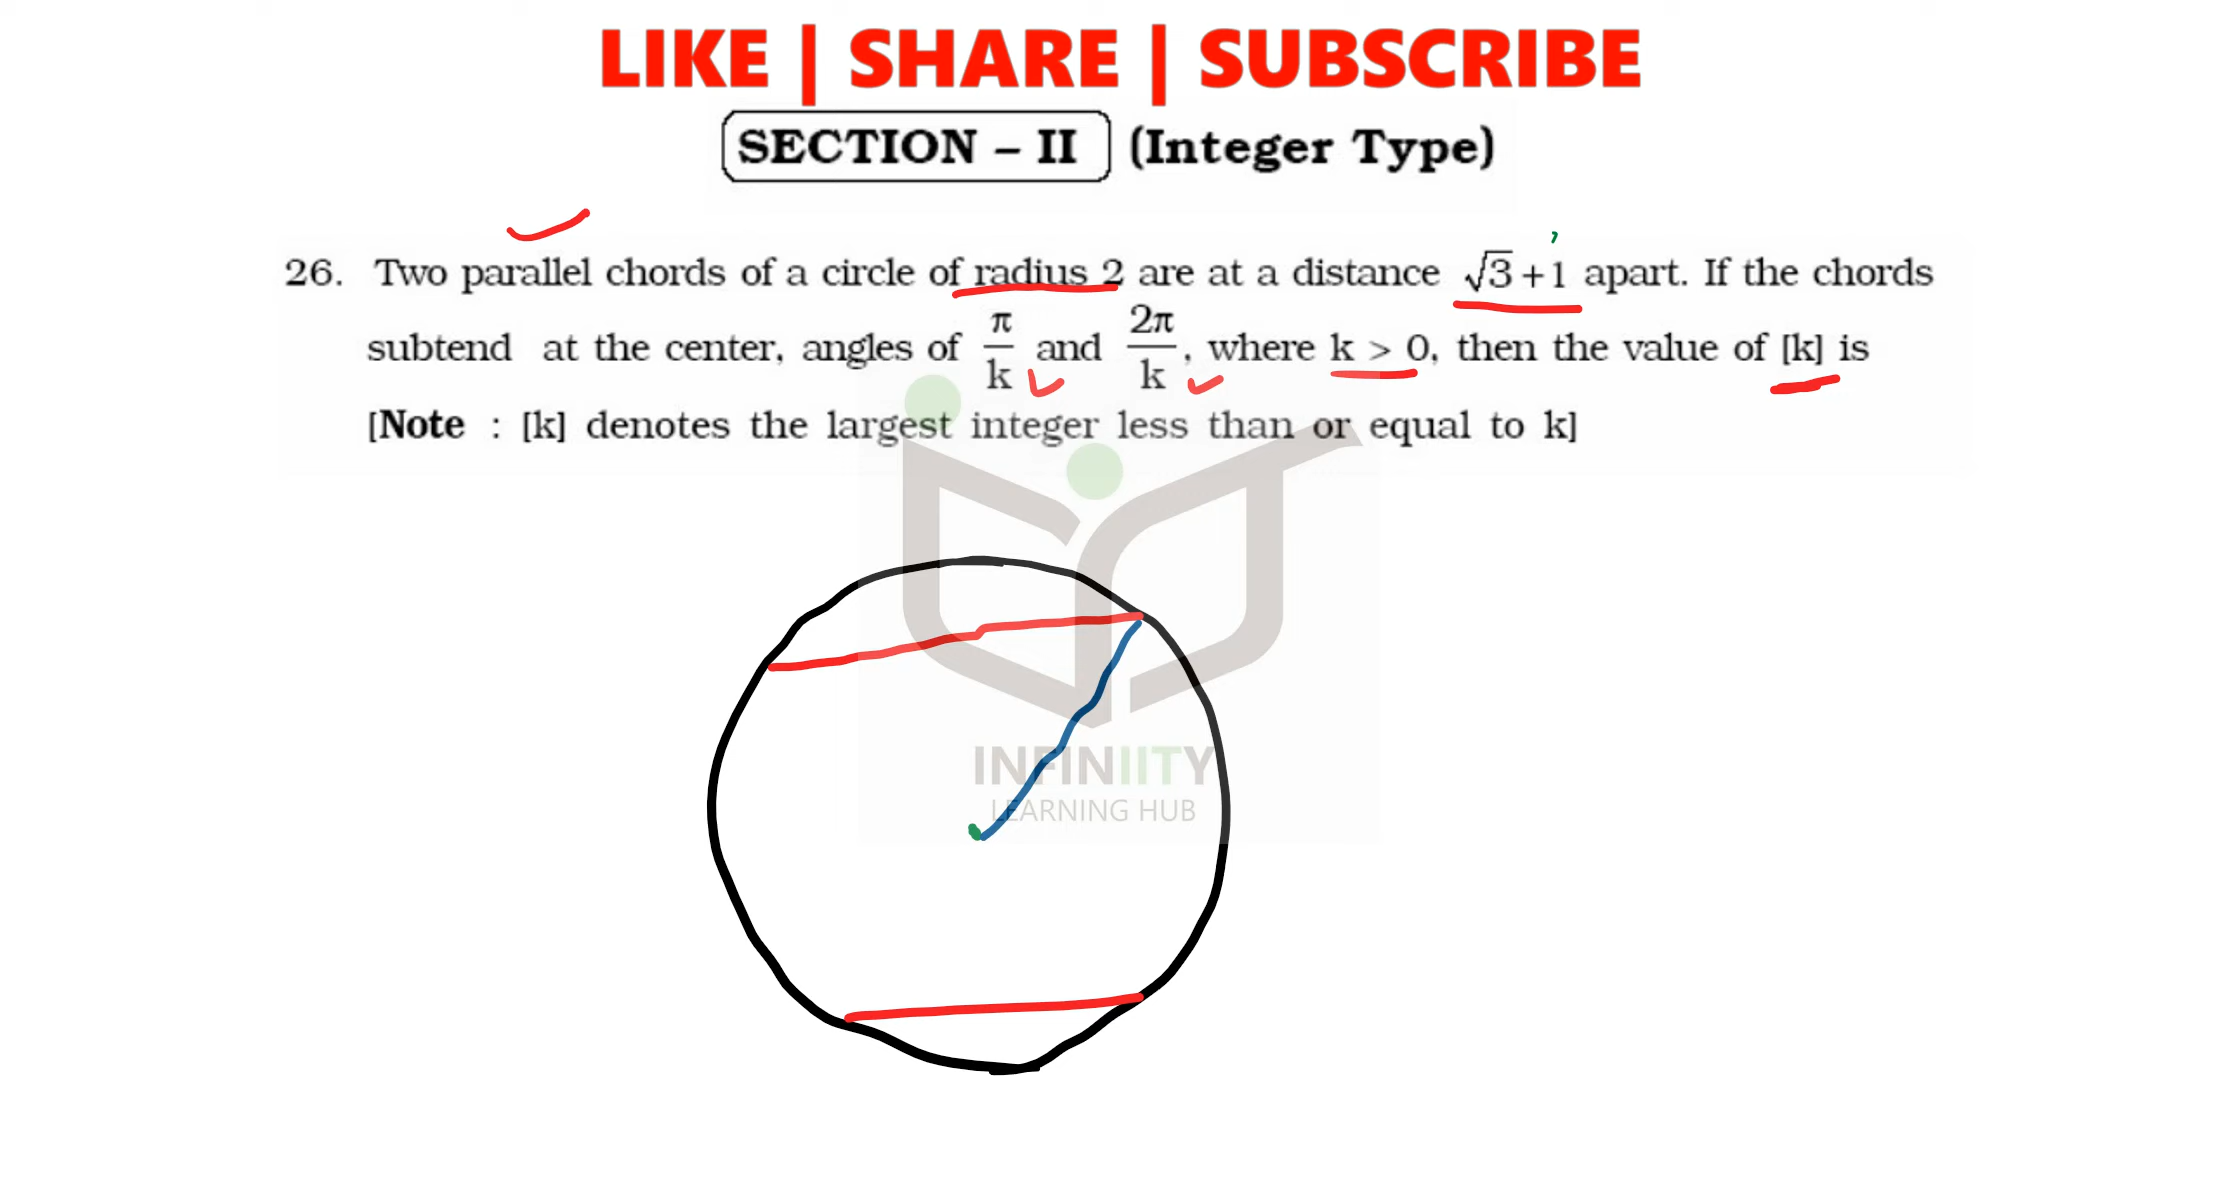 LIKE | SHARE | SUBSCRIBE
SECTION – II (Integer Type)
26. Two parallel chords of a circle of radius 2 are at a distance √3 + 1 apart. If the chords
subtend at the center, angles of π/k and 2π/k, where k > 0, then the value of [k] is
[Note : [k] denotes the largest integer less than or equal to k]
INFINIITY
LEARNING HUB